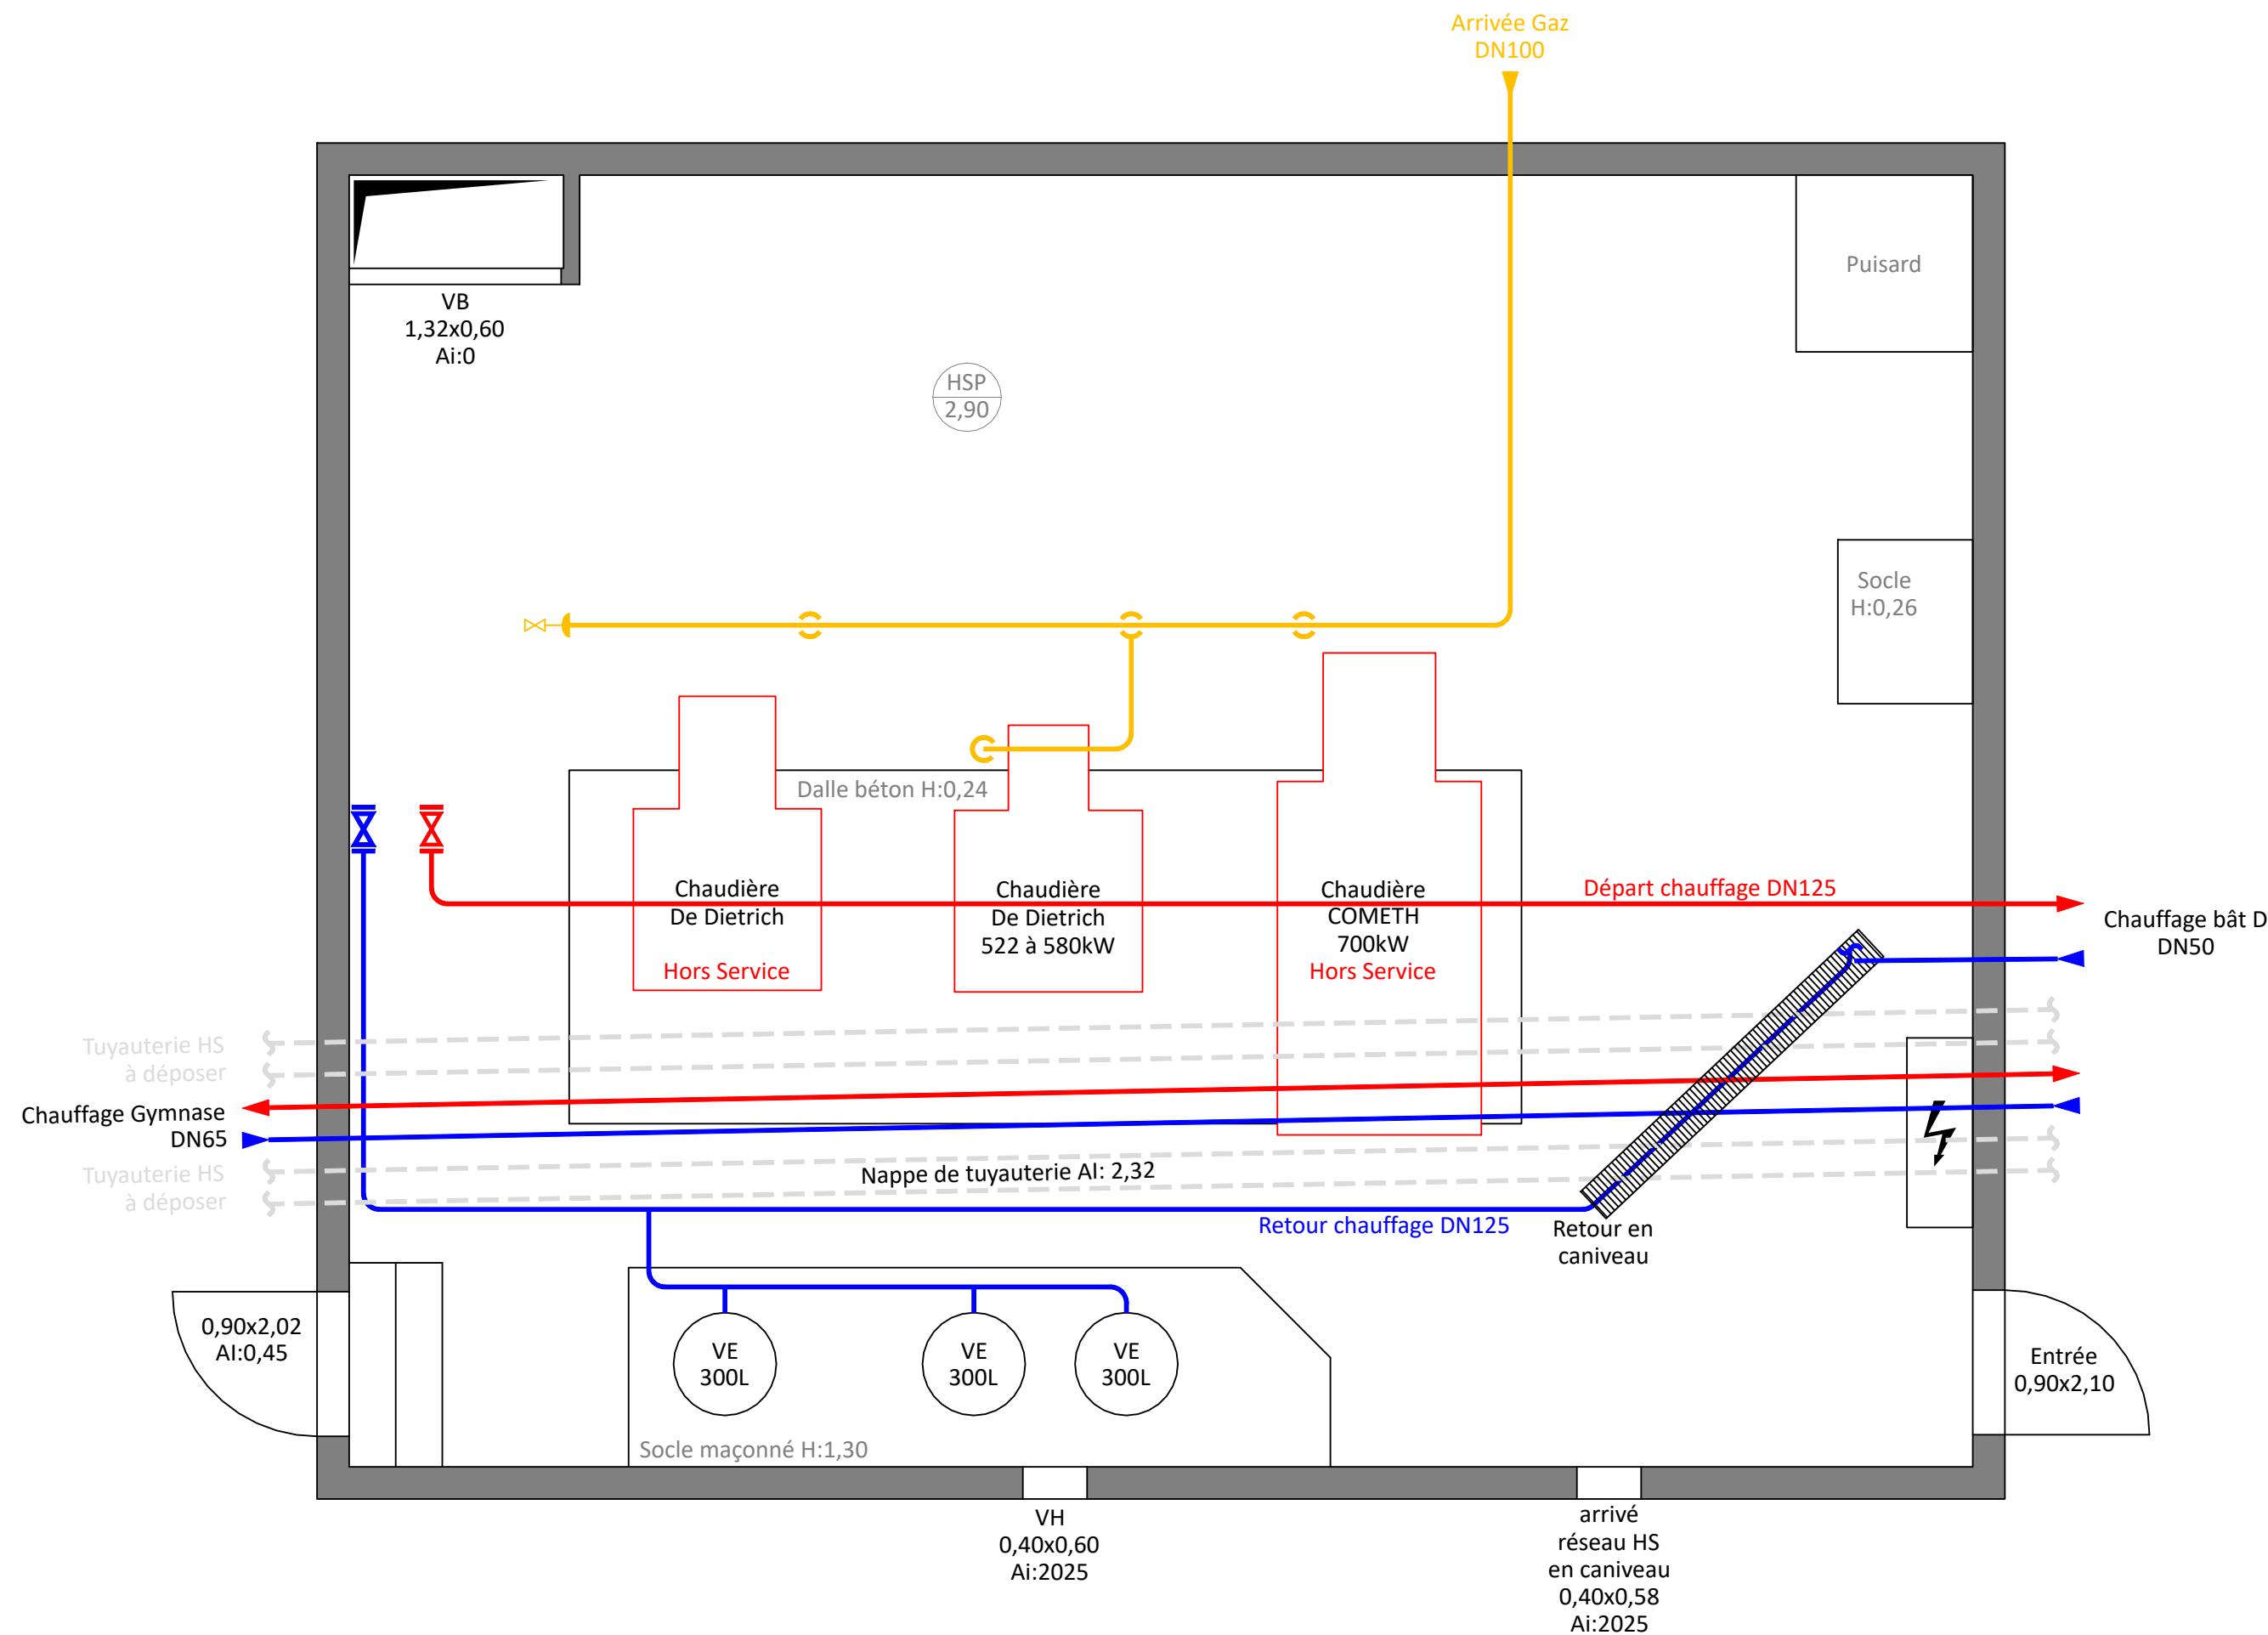 Arrivée Gaz
DN100
VB
1,32x0,60
Ai:0
Puisard
HSP
2,90
Socle
H:0,26
Dalle béton H:0,24
Chaudière
De Dietrich
Hors Service
Chaudière
De Dietrich
522 à 580kW
Chaudière
COMETH
700kW
Hors Service
Départ chauffage DN125
Chauffage bât D
DN50
Tuyauterie HS
à déposer
Chauffage Gymnase
DN65
Tuyauterie HS
à déposer
Nappe de tuyauterie AI: 2,32
Retour chauffage DN125
Retour en
caniveau
0,90x2,02
AI:0,45
VE
300L
VE
300L
VE
300L
Entrée
0,90x2,10
Socle maçonné H:1,30
VH
0,40x0,60
Ai:2025
arrivé
réseau HS
en caniveau
0,40x0,58
Ai:2025